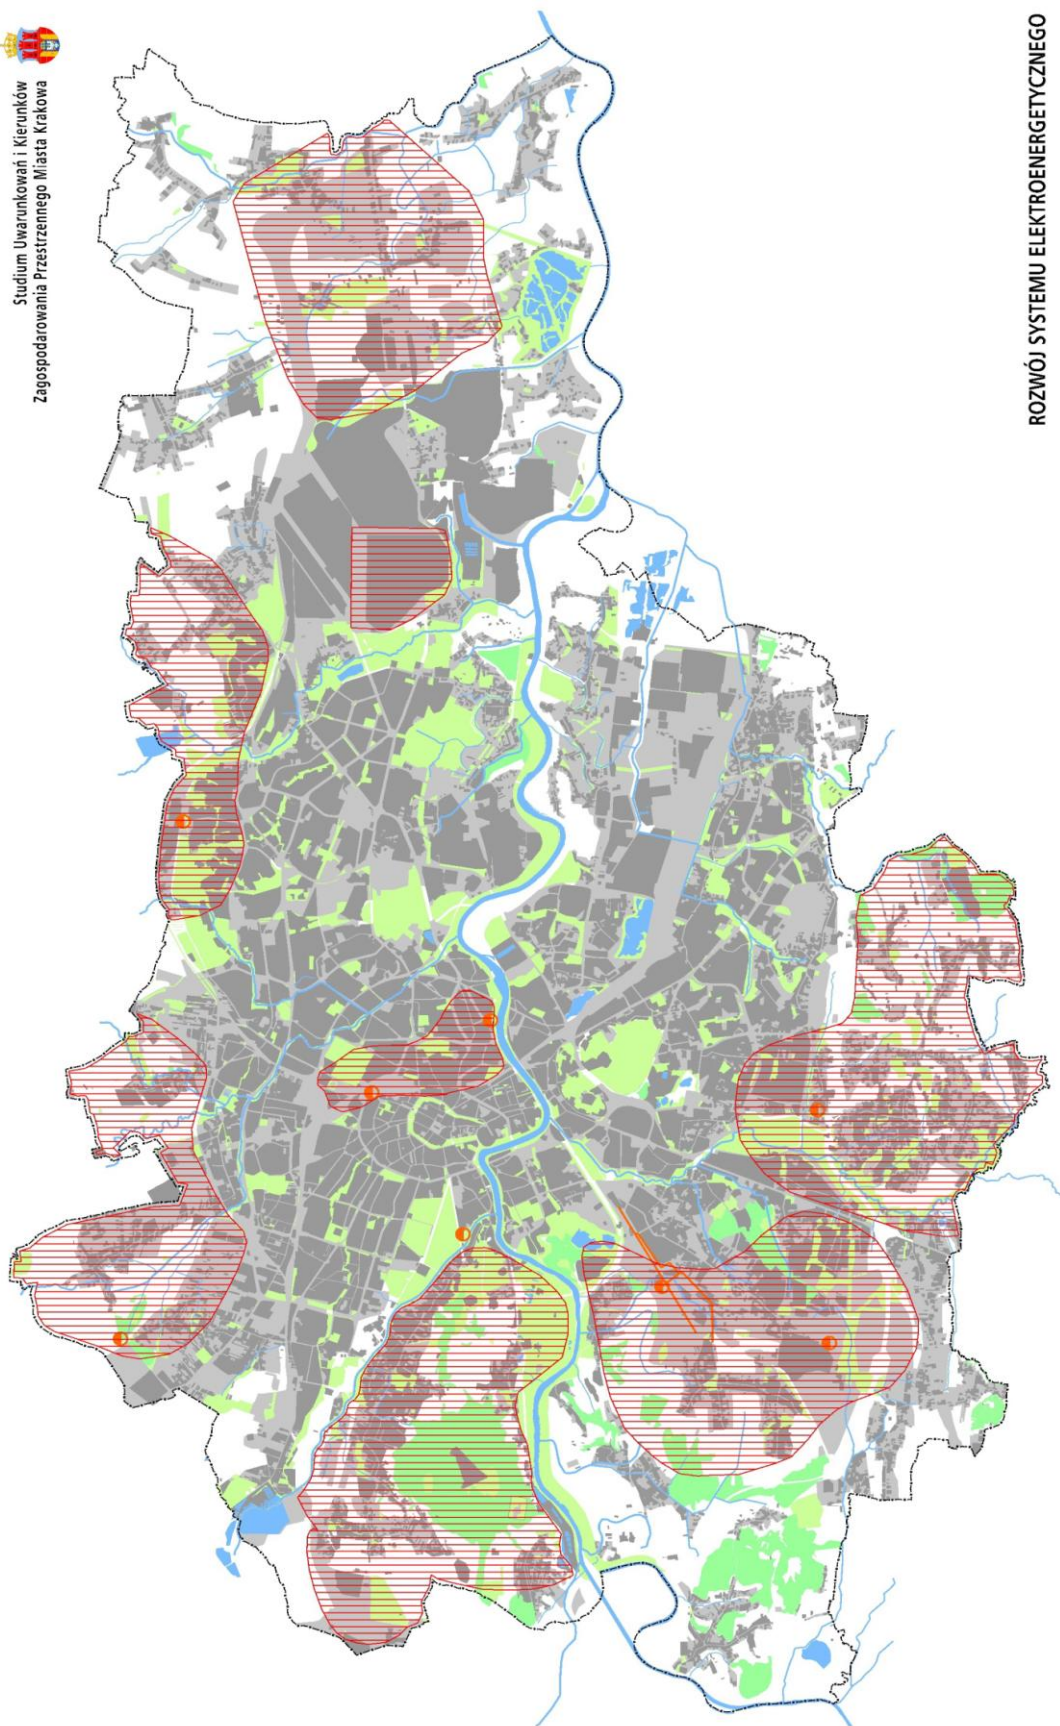 Studium Uwarunkowań i Kierunków
Zagospodarowania Przestrzennego Miasta Krakowa
ROZWÓJ SYSTEMU ELEKTROENERGETYCZNEGO